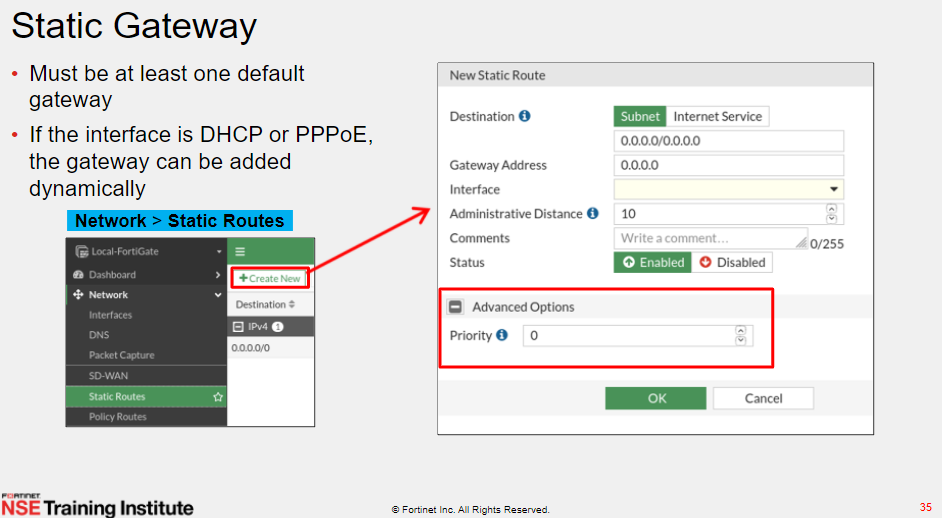 Static Gateway
• Must be at least one default
gateway
• If the interface is DHCP or PPPoE,
the gateway can be added
dynamically
Network > Static Routes
Local-FortiGate
Dashboard
Network
Interfaces
DNS
Packet Capture
SD-WAN
Static Routes
Policy Routes
+Create New
Destination
IPv4 1
0.0.0.0/0
New Static Route
Destination Subnet Internet Service
0.0.0.0/0.0.0.0
Gateway Address 0.0.0.0
Interface
Administrative Distance 10
Comments Write a comment... 0/255
Status Enabled Disabled
Advanced Options
Priority 0
OK Cancel
FORTINET
NSE Training Institute
© Fortinet Inc. All Rights Reserved.
35